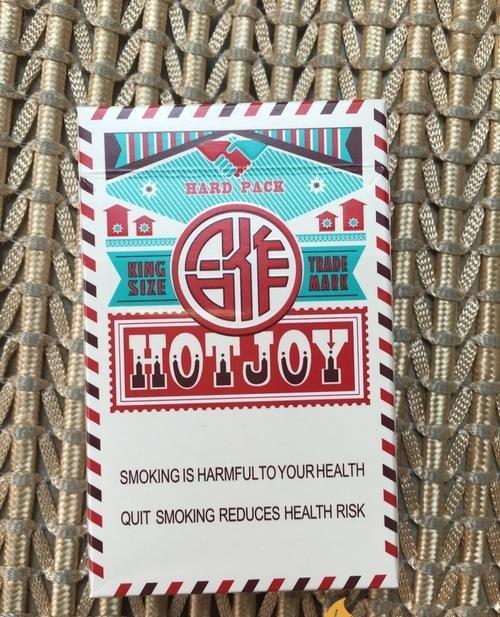 HARD PACK
KING
SIZE
TRADE
MARK
HOTJOY
SMOKING IS HARMFUL TO YOUR HEALTH
QUIT SMOKING REDUCES HEALTH RISK